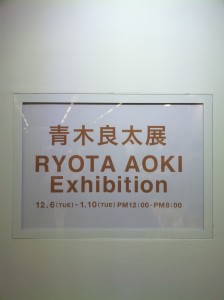 青木良太展
RYOTA AOKI
Exhibition
12.6(TUE)-1.10(TUE) PM12:00-PM8:00